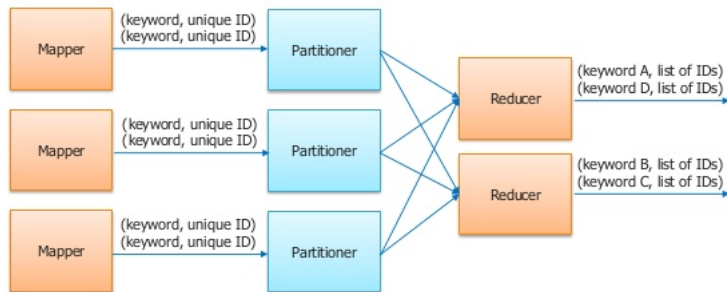 (keyword, unique ID)
(keyword, unique ID)
Mapper
Partitioner
(keyword A, list of IDs)
(keyword D, list of IDs)
Reducer
(keyword, unique ID)
(keyword, unique ID)
Mapper
Partitioner
(keyword B, list of IDs)
(keyword C, list of IDs)
Reducer
(keyword, unique ID)
(keyword, unique ID)
Mapper
Partitioner